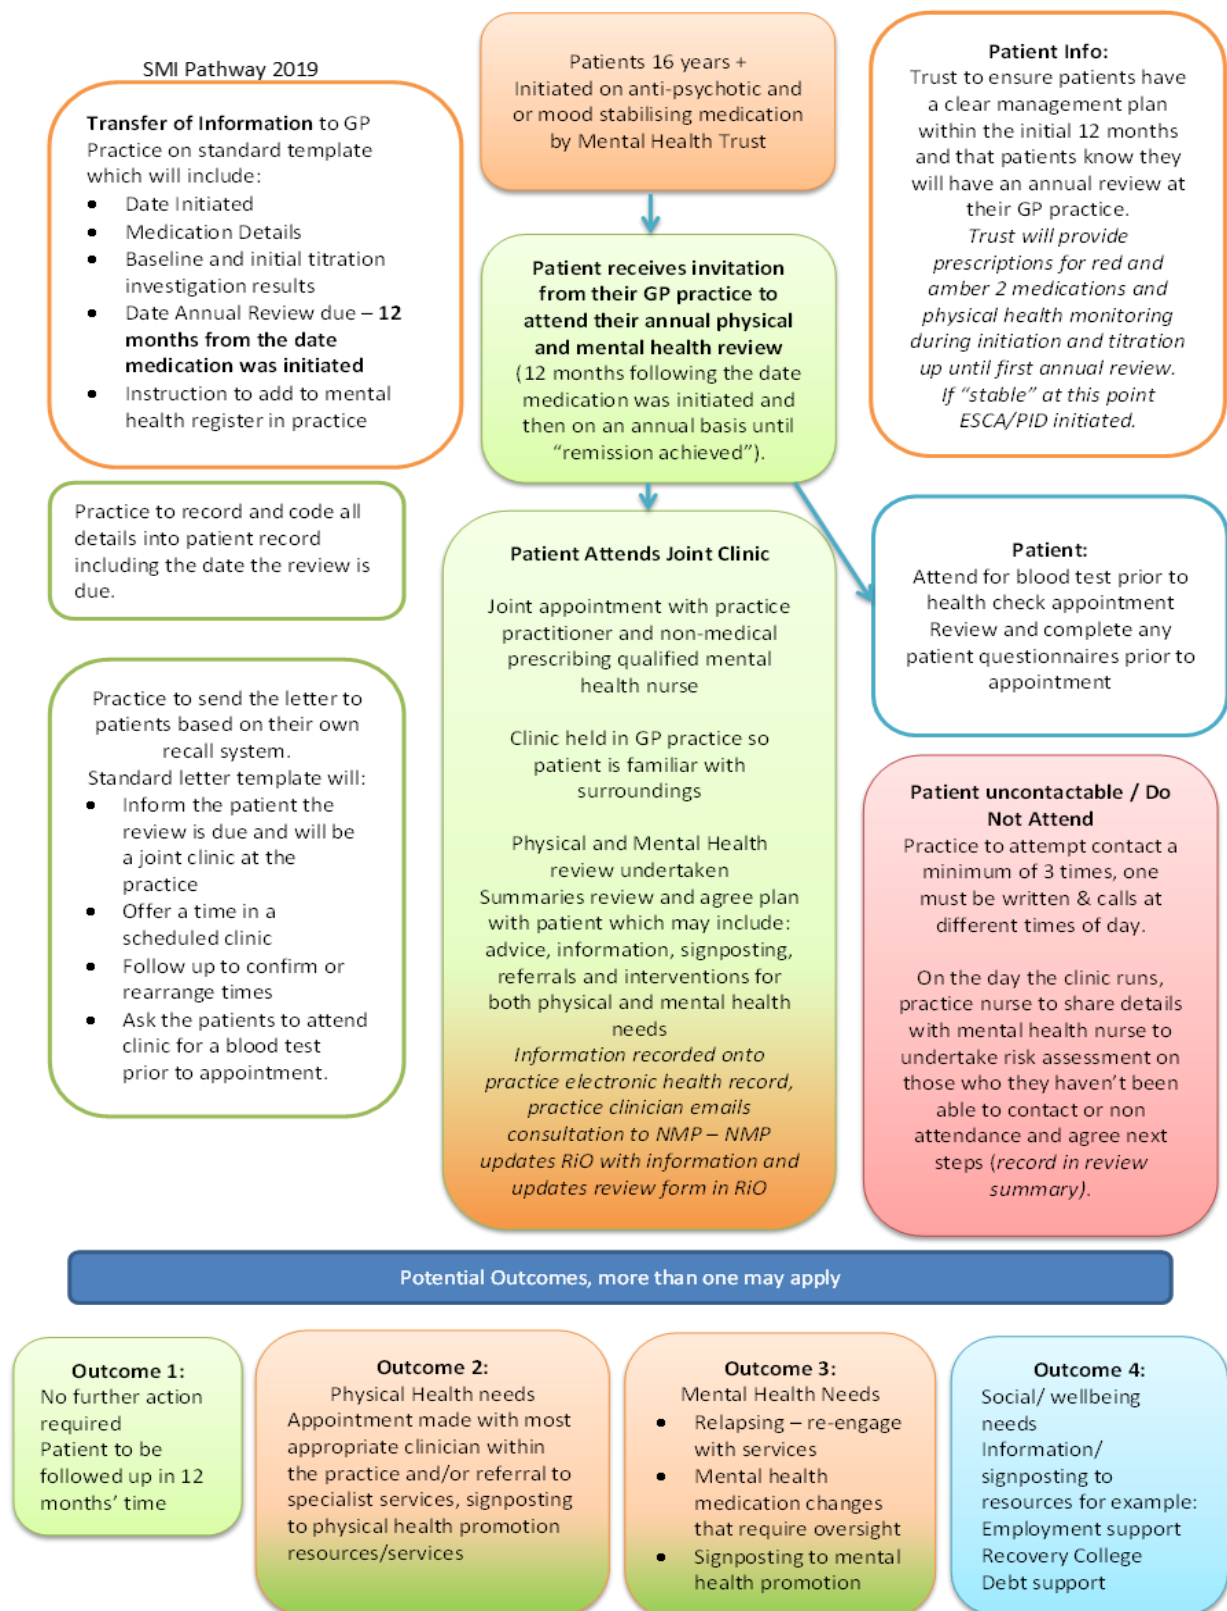 SMI Pathway 2019
Transfer of Information to GP
Practice on standard template
which will include:
• Date Initiated
• Medication Details
• Baseline and initial titration
investigation results
• Date Annual Review due – 12
months from the date
medication was initiated
• Instruction to add to mental
health register in practice
Practice to record and code all
details into patient record
including the date the review is
due.
Practice to send the letter to
patients based on their own
recall system.
Standard letter template will:
• Inform the patient the
review is due and will be
a joint clinic at the
practice
• Offer a time in a
scheduled clinic
• Follow up to confirm or
rearrange times
• Ask the patients to attend
clinic for a blood test
prior to appointment.
Patients 16 years +
Initiated on anti-psychotic and
or mood stabilising medication
by Mental Health Trust
Patient receives invitation
from their GP practice to
attend their annual physical
and mental health review
(12 months following the date
medication was initiated and
then on an annual basis until
“remission achieved”).
Patient Attends Joint Clinic
Joint appointment with practice
practitioner and non-medical
prescribing qualified mental
health nurse
Clinic held in GP practice so
patient is familiar with
surroundings
Physical and Mental Health
review undertaken
Summaries review and agree plan
with patient which may include:
advice, information, signposting,
referrals and interventions for
both physical and mental health
needs
Information recorded onto
practice electronic health record,
practice clinician emails
consultation to NMP – NMP
updates RiO with information and
updates review form in RiO
Patient Info:
Trust to ensure patients have
a clear management plan
within the initial 12 months
and that patients know they
will have an annual review at
their GP practice.
Trust will provide
prescriptions for red and
amber 2 medications and
physical health monitoring
during initiation and titration
up until first annual review.
If “stable” at this point
ESCA/PID initiated.
Patient:
Attend for blood test prior to
health check appointment
Review and complete any
patient questionnaires prior to
appointment
Patient uncontactable / Do
Not Attend
Practice to attempt contact a
minimum of 3 times, one
must be written & calls at
different times of day.
On the day the clinic runs,
practice nurse to share details
with mental health nurse to
undertake risk assessment on
those who they haven’t been
able to contact or non
attendance and agree next
steps (record in review
summary).
Potential Outcomes, more than one may apply
Outcome 1:
No further action
required
Patient to be
followed up in 12
months’ time
Outcome 2:
Physical Health needs
Appointment made with most
appropriate clinician within
the practice and/or referral to
specialist services, signposting
to physical health promotion
resources/services
Outcome 3:
Mental Health Needs
• Relapsing – re-engage
with services
• Mental health
medication changes
that require oversight
• Signposting to mental
health promotion
Outcome 4:
Social/ wellbeing
needs
Information/
signposting to
resources for example:
Employment support
Recovery College
Debt support